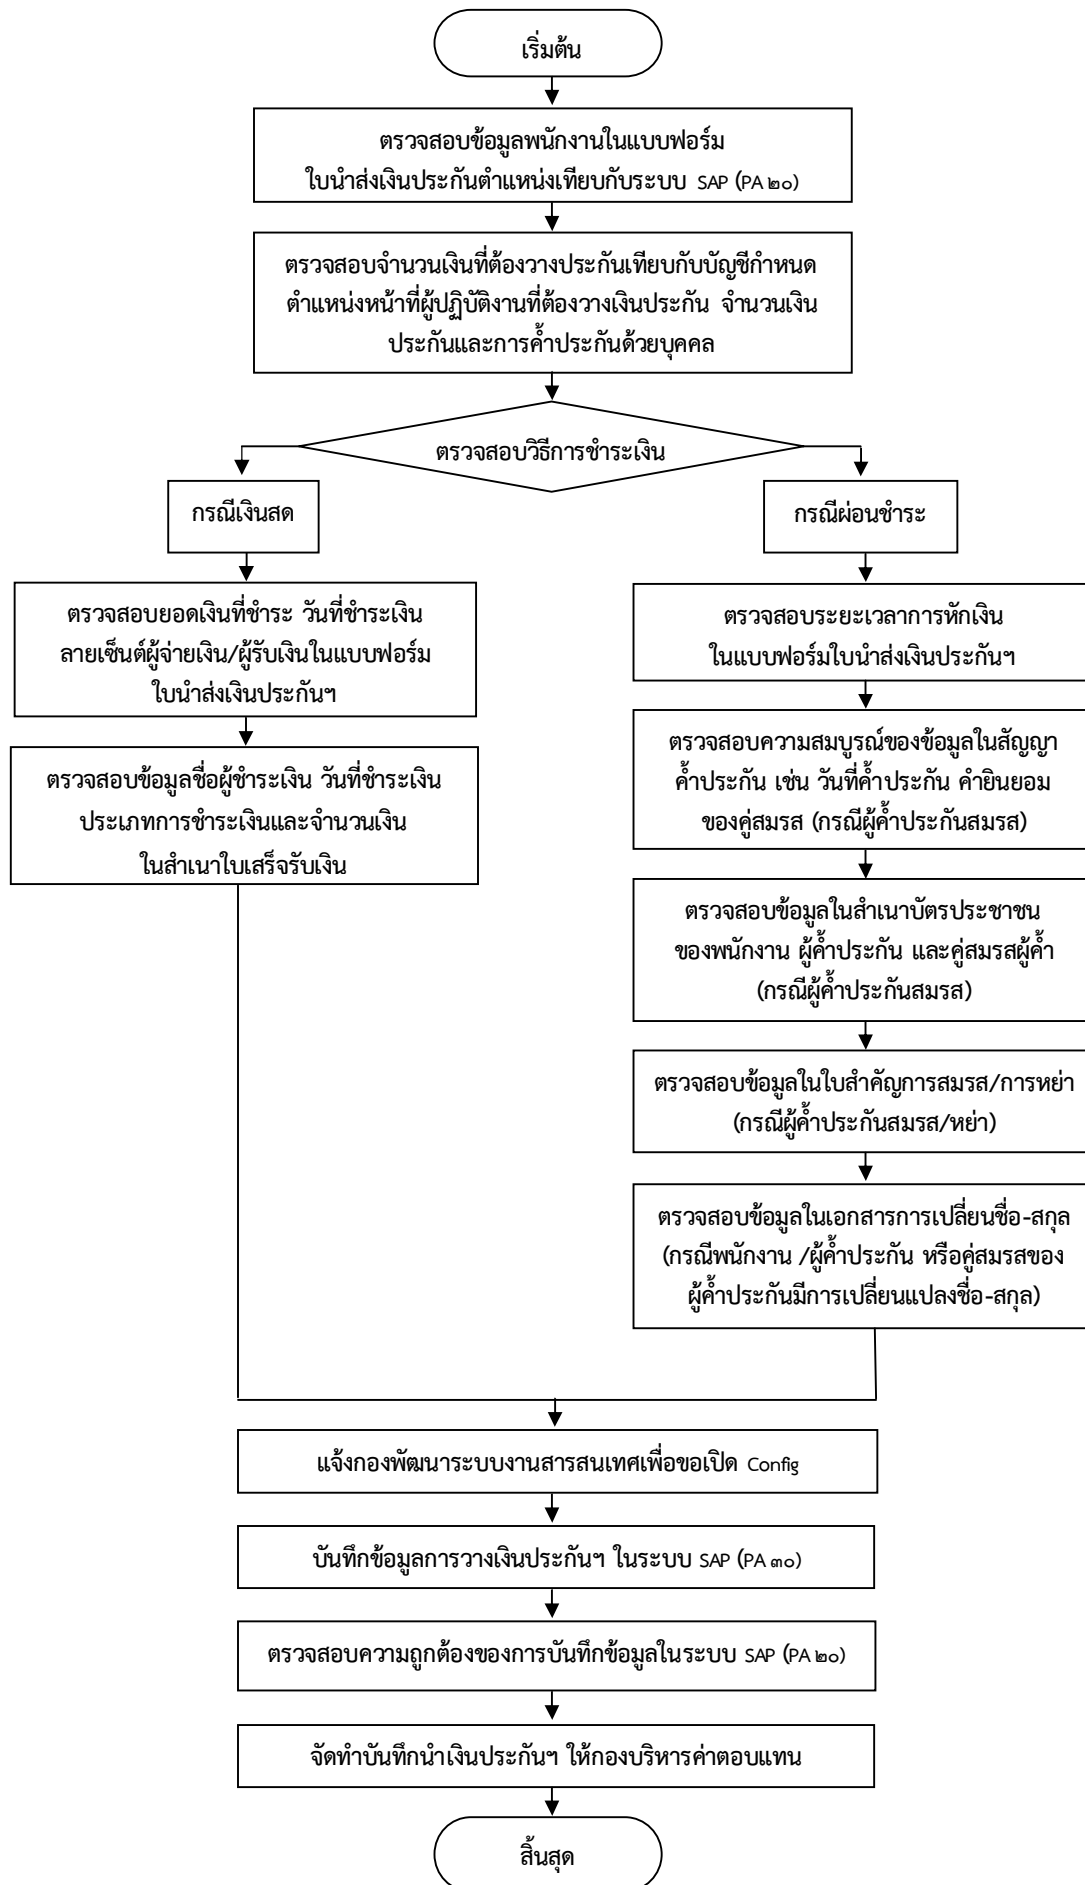 เริ่มต้น
ตรวจสอบข้อมูลพนักงานในแบบฟอร์ม
ใบนำส่งเงินประกันตำแหน่งเทียบกับระบบ SAP (PA ๒๐)
ตรวจสอบจำนวนเงินที่ต้องวางประกันเทียบกับบัญชีกำหนด
ตำแหน่งหน้าที่ผู้ปฏิบัติงานที่ต้องวางเงินประกัน จำนวนเงิน
ประกันและการค้ำประกันด้วยบุคคล
ตรวจสอบวิธีการชำระเงิน
กรณีเงินสด
ตรวจสอบยอดเงินที่ชำระ วันที่ชำระเงิน
ลายเซ็นต์ผู้จ่ายเงิน/ผู้รับเงินในแบบฟอร์ม
ใบนำส่งเงินประกันฯ
ตรวจสอบข้อมูลชื่อผู้ชำระเงิน วันที่ชำระเงิน
ประเภทการชำระเงินและจำนวนเงิน
ในสำเนาใบเสร็จรับเงิน
กรณีผ่อนชำระ
ตรวจสอบระยะเวลาการหักเงิน
ในแบบฟอร์มใบนำส่งเงินประกันฯ
ตรวจสอบความสมบูรณ์ของข้อมูลในสัญญา
ค้ำประกัน เช่น วันที่ค้ำประกัน คำยินยอม
ของคู่สมรส (กรณีผู้ค้ำประกันสมรส)
ตรวจสอบข้อมูลในสำเนาบัตรประชาชน
ของพนักงาน ผู้ค้ำประกัน และคู่สมรสผู้ค้ำ
(กรณีผู้ค้ำประกันสมรส)
ตรวจสอบข้อมูลในใบสำคัญการสมรส/การหย่า
(กรณีผู้ค้ำประกันสมรส/หย่า)
ตรวจสอบข้อมูลในเอกสารการเปลี่ยนชื่อ-สกุล
(กรณีพนักงาน /ผู้ค้ำประกัน หรือคู่สมรสของ
ผู้ค้ำประกันมีการเปลี่ยนแปลงชื่อ-สกุล)
แจ้งกองพัฒนาระบบงานสารสนเทศเพื่อขอเปิด Config
บันทึกข้อมูลการวางเงินประกันฯ ในระบบ SAP (PA ๓๐)
ตรวจสอบความถูกต้องของการบันทึกข้อมูลในระบบ SAP (PA ๒๐)
จัดทำบันทึกนำเงินประกันฯ ให้กองบริหารค่าตอบแทน
สิ้นสุด